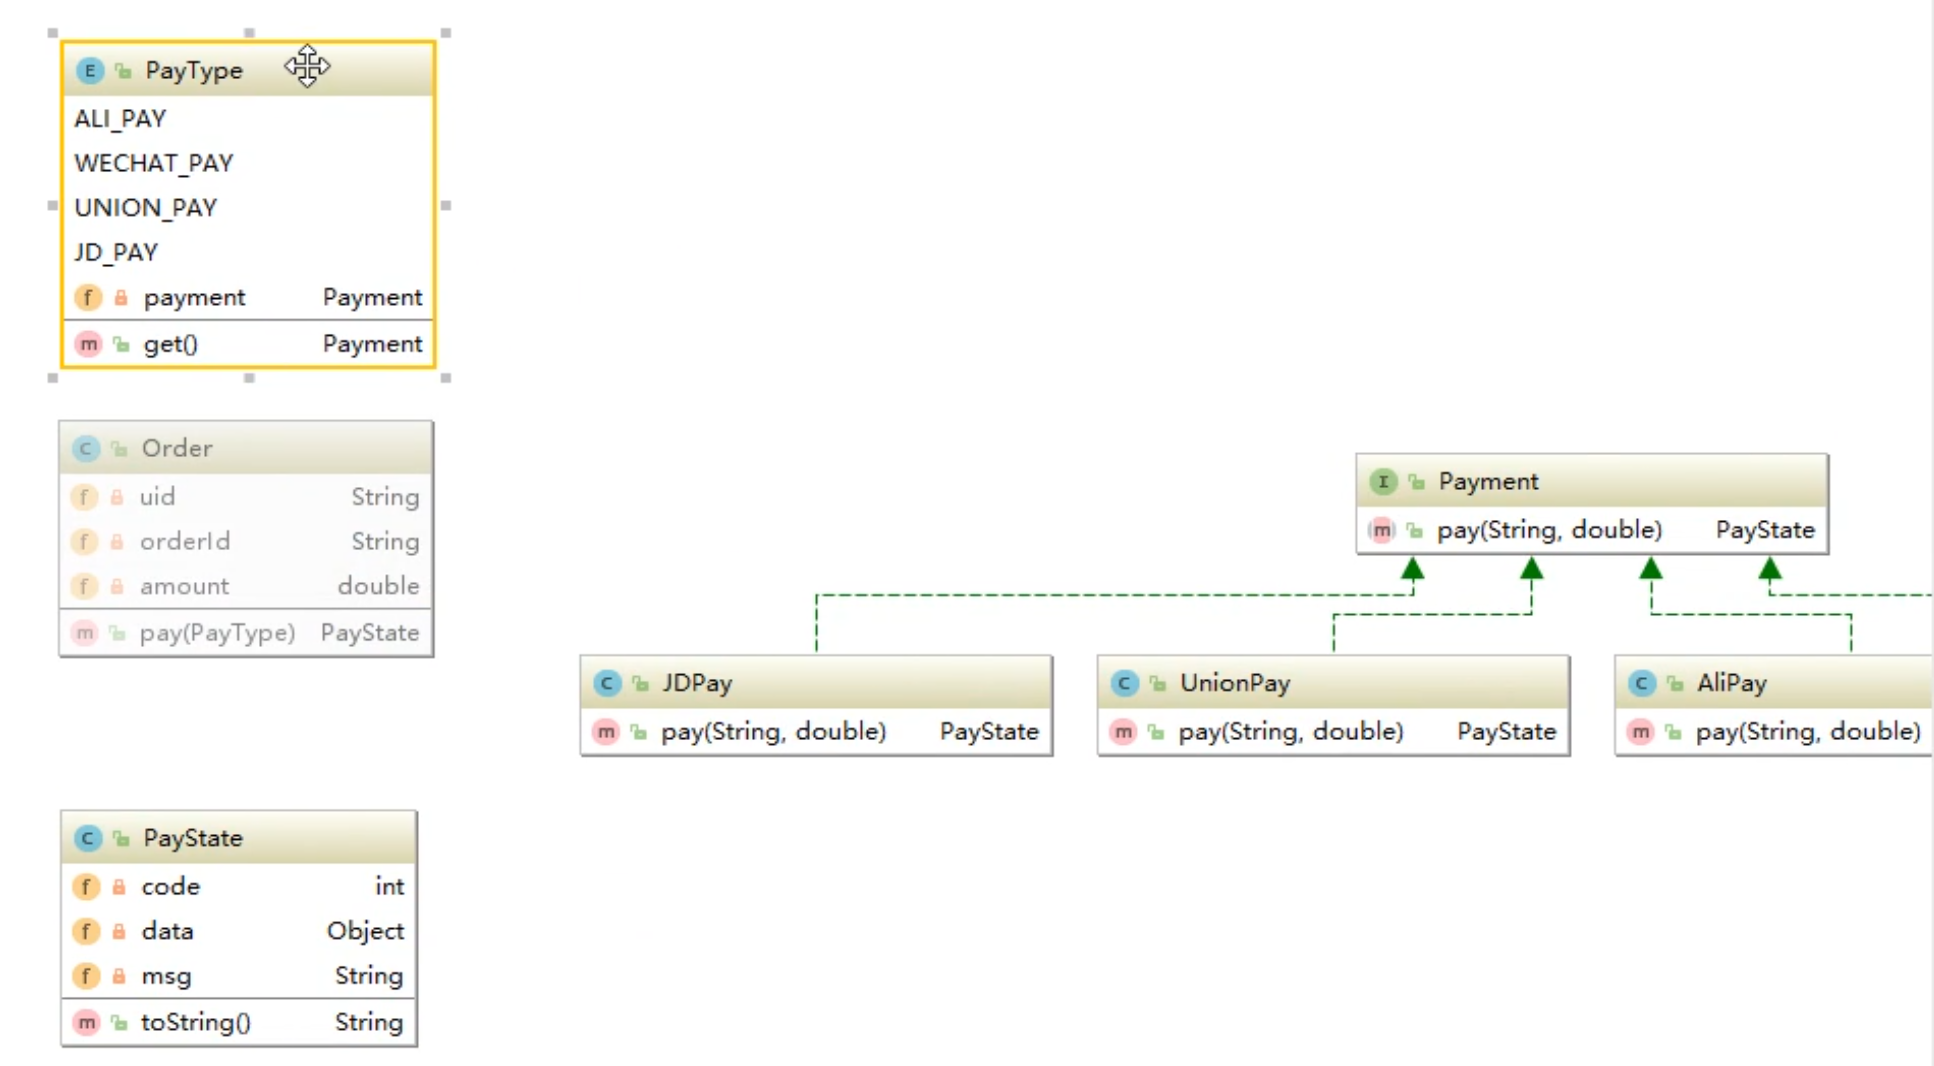 E PayType
ALI_PAY
WECHAT_PAY
UNION_PAY
JD_PAY
f payment Payment
m get() Payment
C Order
f uid String
f orderId String
f amount double
m pay(PayType) PayState
I Payment
m pay(String, double) PayState
C JDPay
m pay(String, double) PayState
C UnionPay
m pay(String, double) PayState
C AliPay
m pay(String, double)
C PayState
f code int
f data Object
f msg String
m toString() String